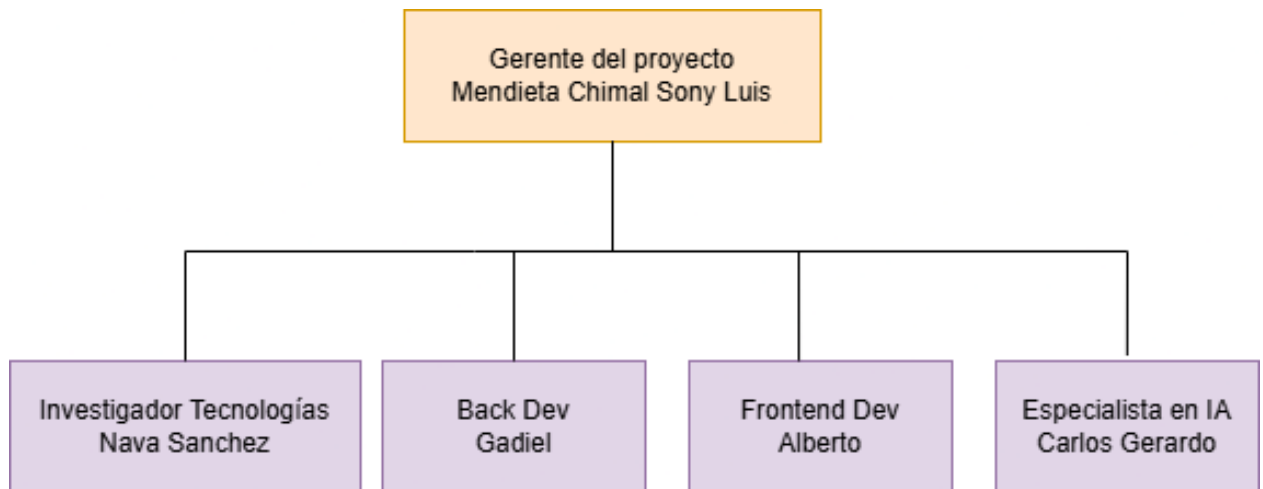 Gerente del proyecto
Mendieta Chimal Sony Luis
Investigador Tecnologías
Nava Sanchez
Back Dev
Gadiel
Frontend Dev
Alberto
Especialista en IA
Carlos Gerardo